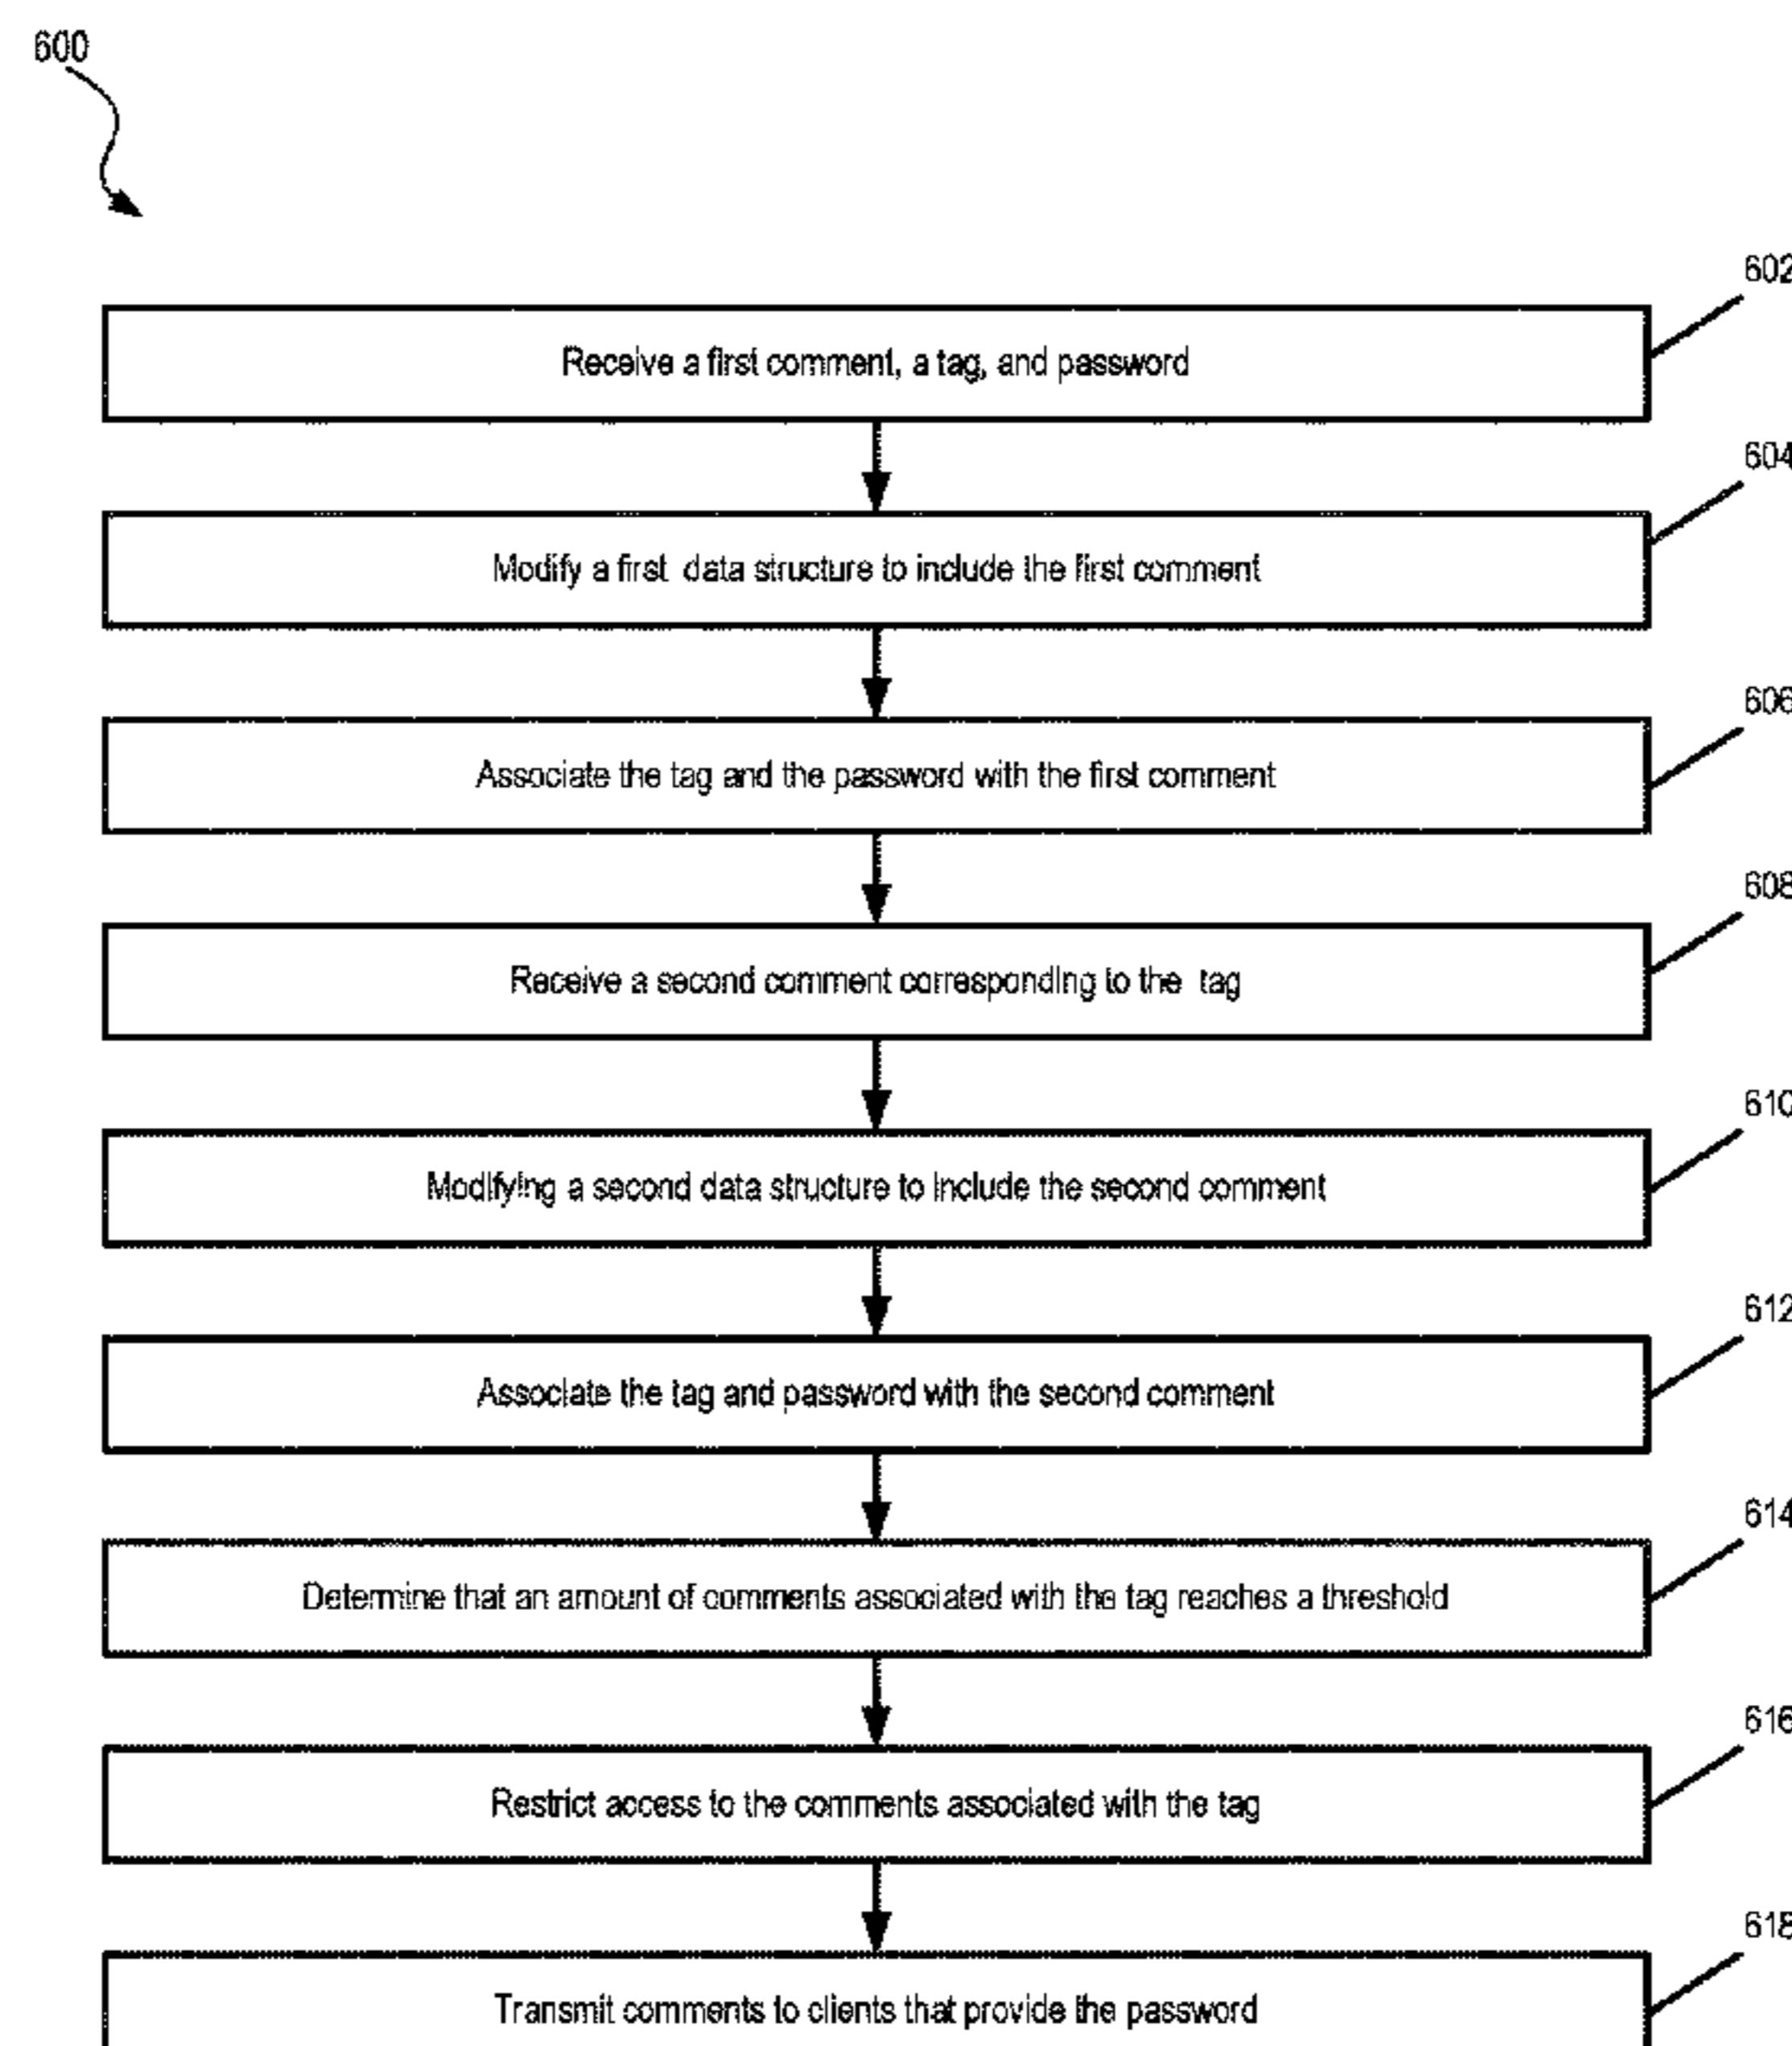 600
602
Receive a first comment, a tag, and password
604
Modify a first data structure to include the first comment
606
Associate the tag and the password with the first comment
608
Receive a second comment corresponding to the tag
610
Modifying a second data structure to include the second comment
612
Associate the tag and password with the second comment
614
Determine that an amount of comments associated with the tag reaches a threshold
616
Restrict access to the comments associated with the tag
618
Transmit comments to clients that provide the password